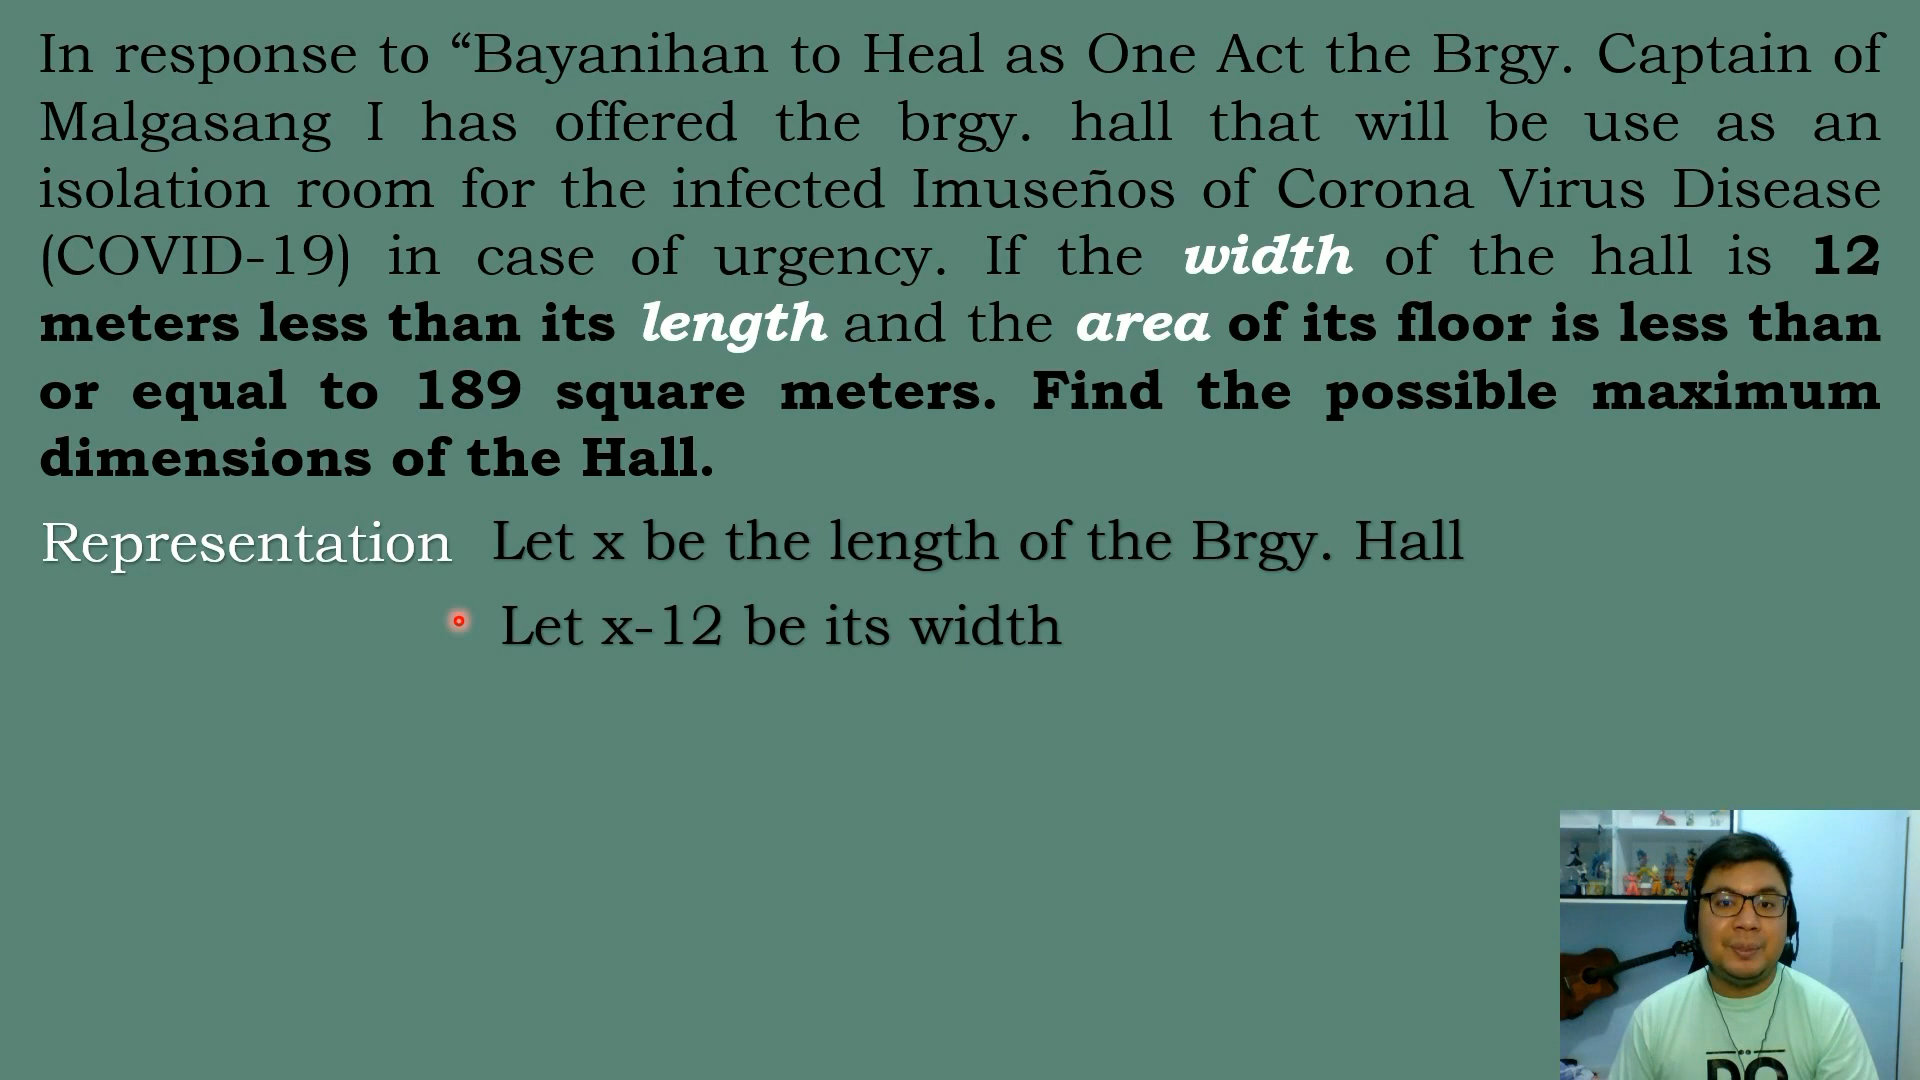 In response to “Bayanihan to Heal as One Act the Brgy. Captain of
Malgasang I has offered the brgy. hall that will be use as an
isolation room for the infected Imuseños of Corona Virus Disease
(COVID-19) in case of urgency. If the width of the hall is 12
meters less than its length and the area of its floor is less than
or equal to 189 square meters. Find the possible maximum
dimensions of the Hall.
Representation Let x be the length of the Brgy. Hall
Let x-12 be its width